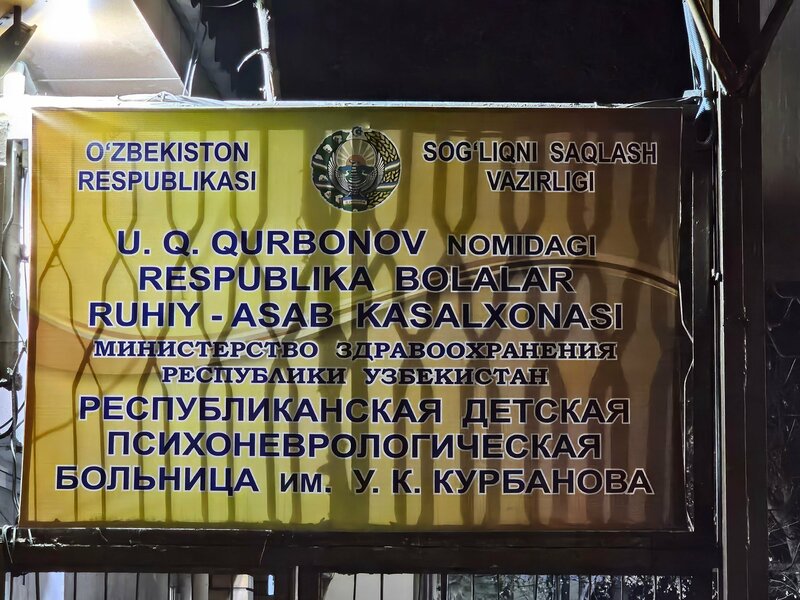 O‘ZBEKISTON
RESPUBLIKASI
SOG‘LIQNI SAQLASH
VAZIRLIGI
U. Q. QURBONOV NOMIDAGI
RESPUBLIKA BOLALAR
RUHIY - ASAB KASALXONASI
МИНИСТЕРСТВО ЗДРАВООХРАНЕНИЯ
РЕСПУБЛИКИ УЗБЕКИСТАН
РЕСПУБЛИКАНСКАЯ ДЕТСКАЯ
ПСИХОНЕВРОЛОГИЧЕСКАЯ
БОЛЬНИЦА им. У. К. КУРБАНОВА